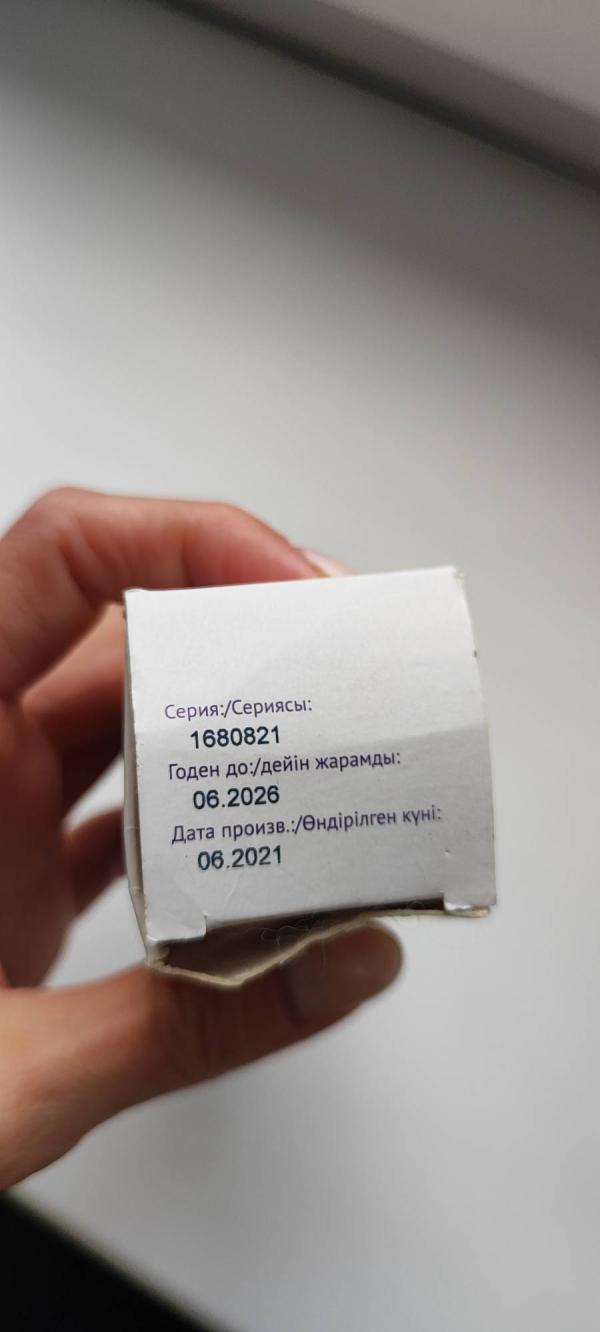 Серия:/Сериясы:
1680821
Годен до:/дейін жарамды:
06.2026
Дата произв.:/Өндірілген күні:
06.2021